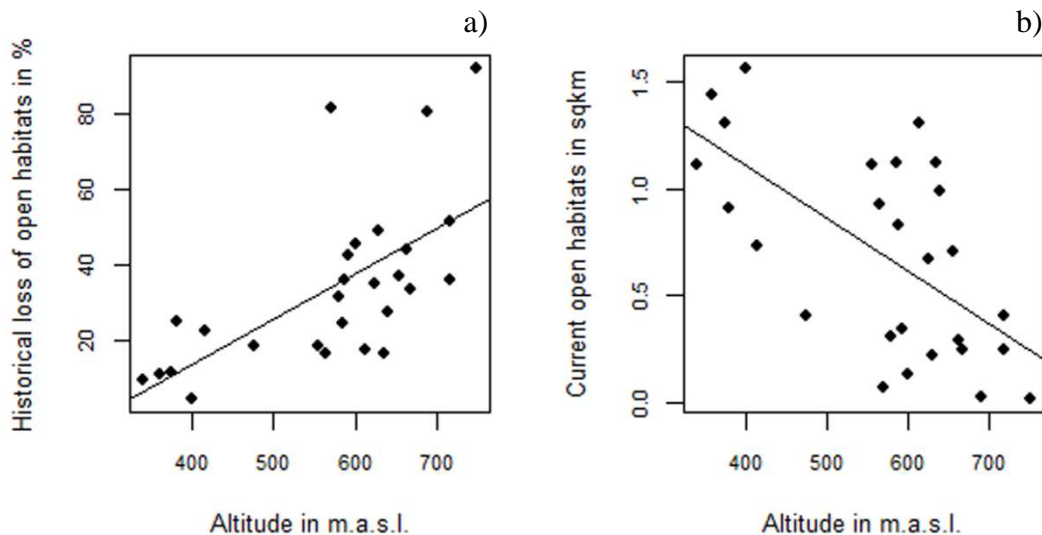 a)
Historical loss of open habitats in %
80
60
40
20
400 500 600 700
Altitude in m.a.s.l.
b)
Current open habitats in sqkm
1.5
1.0
0.5
0.0
400 500 600 700
Altitude in m.a.s.l.